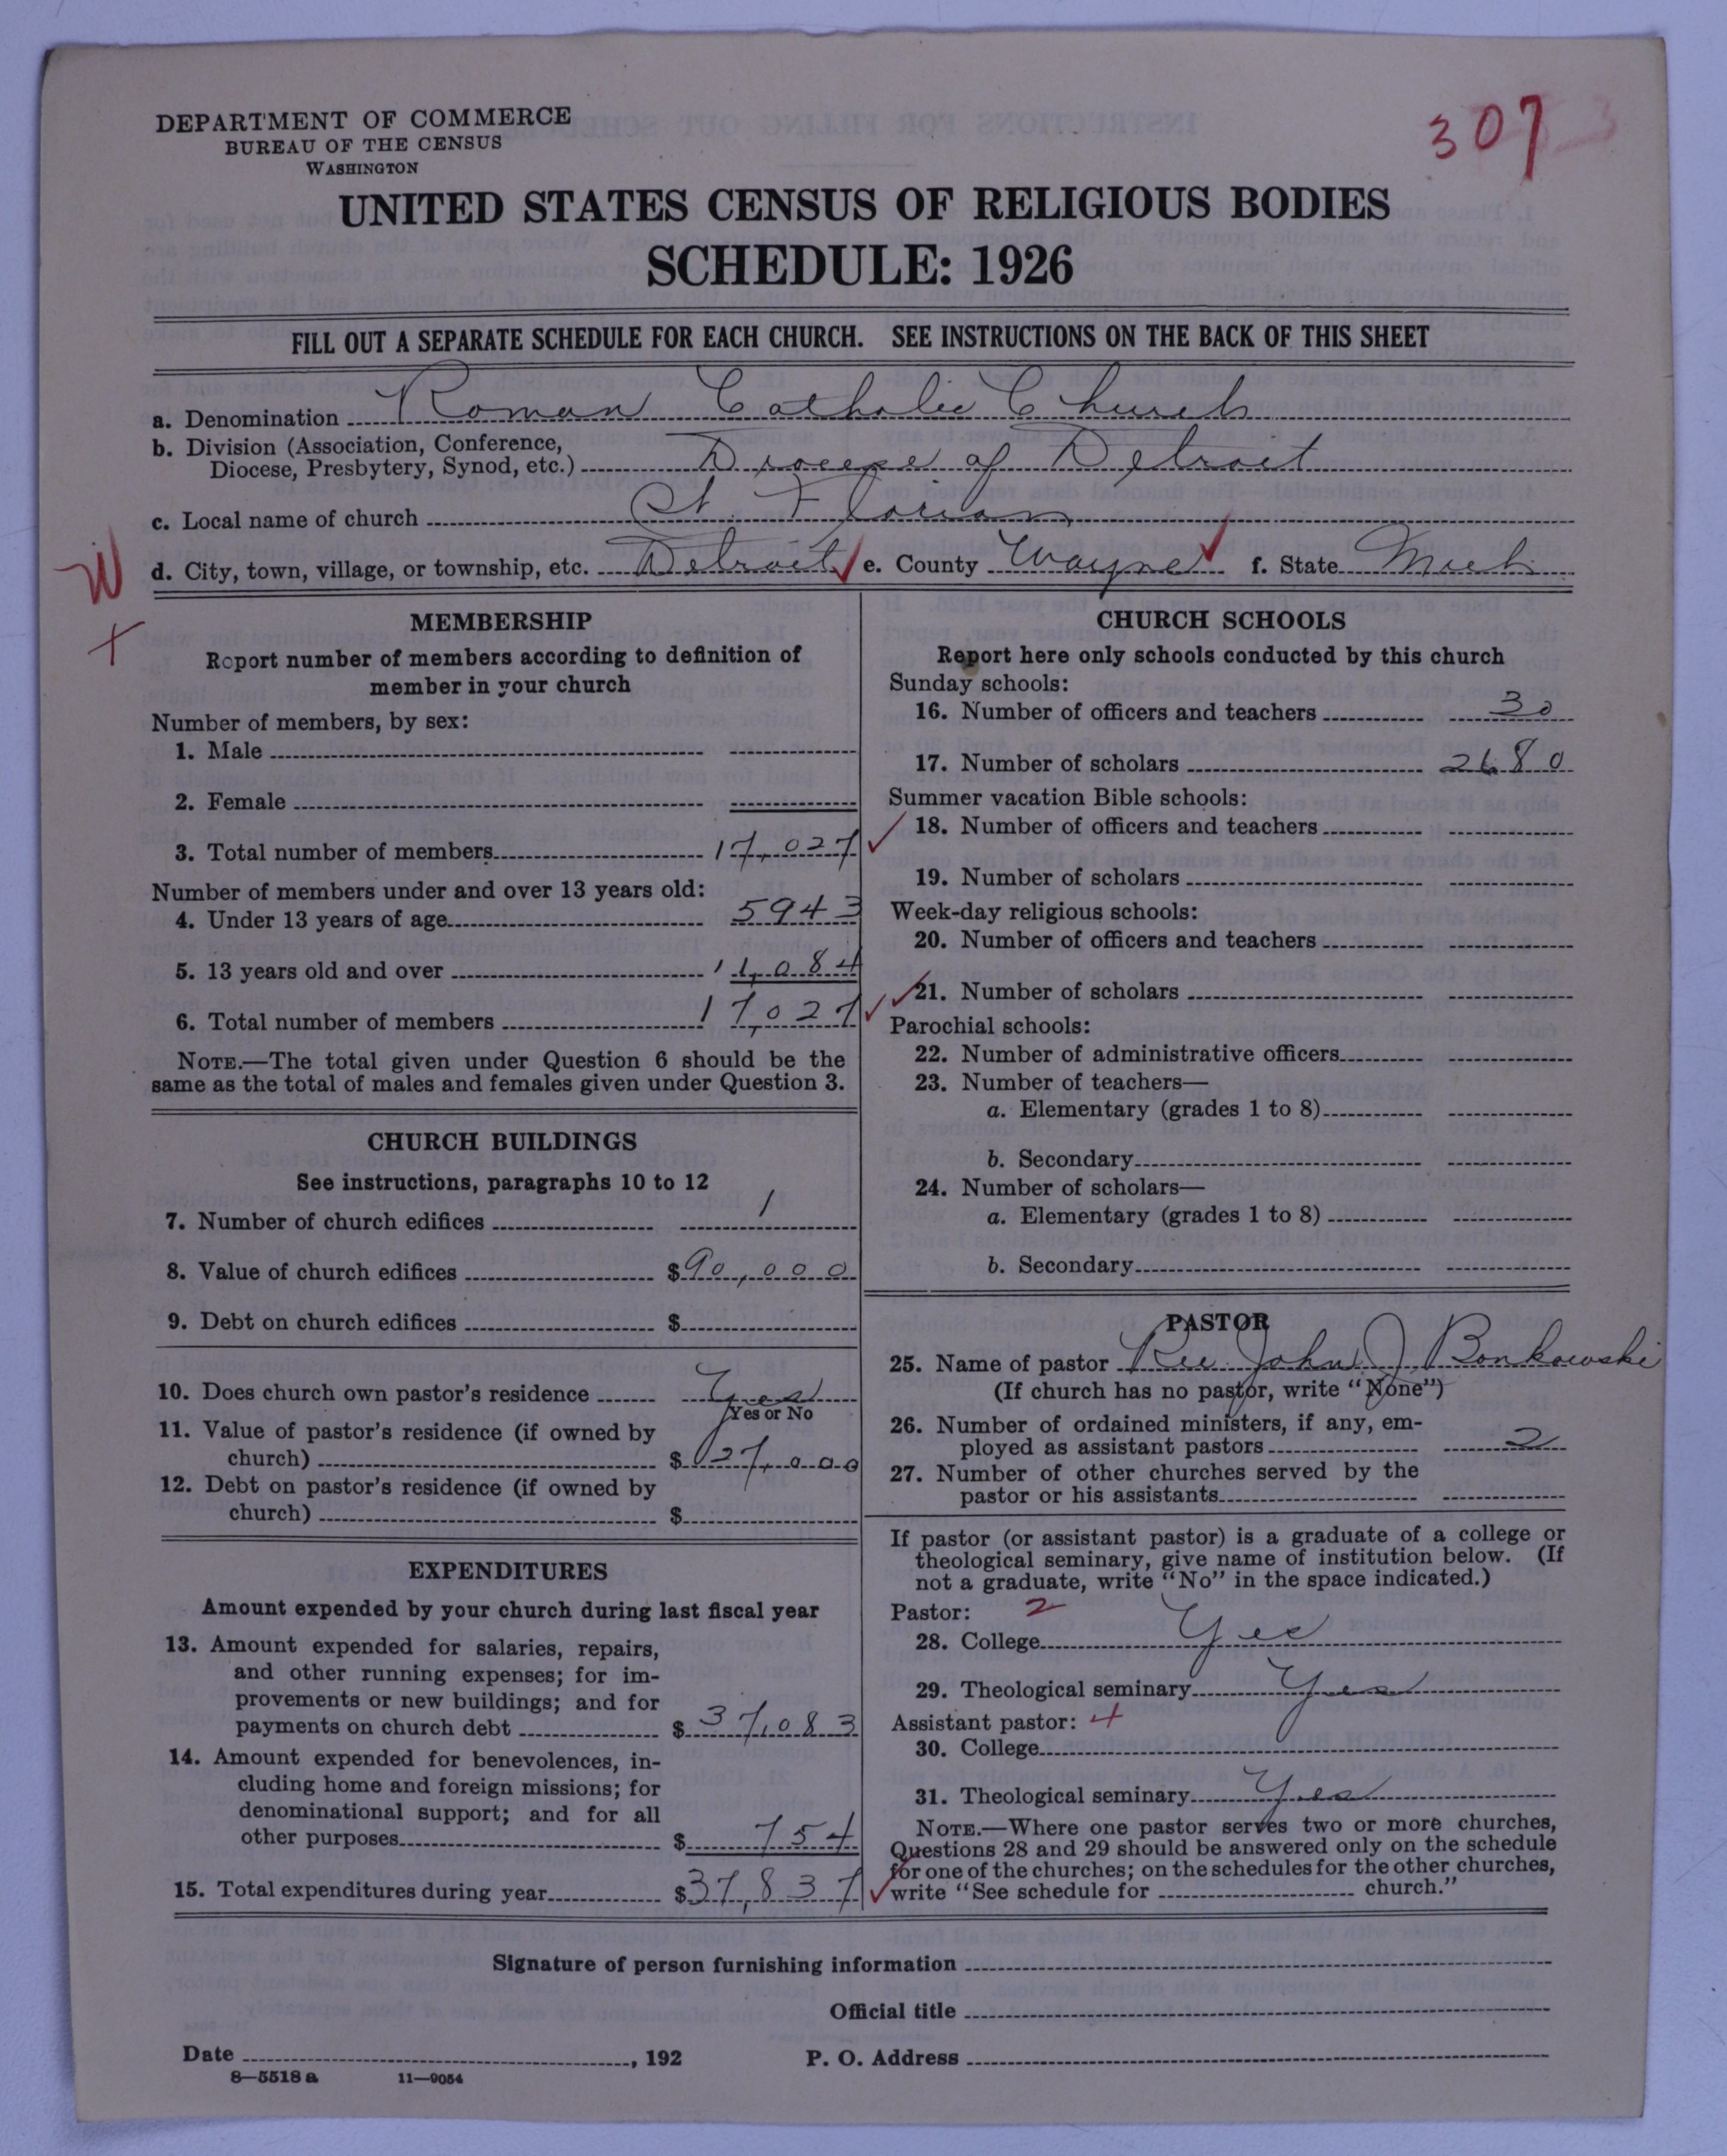 307
DEPARTMENT OF COMMERCE
BUREAU OF THE CENSUS
WASHINGTON
UNITED STATES CENSUS OF RELIGIOUS BODIES
SCHEDULE: 1926
FILL OUT A SEPARATE SCHEDULE FOR EACH CHURCH. SEE INSTRUCTIONS ON THE BACK OF THIS SHEET
a. Denomination Roman Catholic Church
b. Division (Association, Conference,
Diocese, Presbytery, Synod, etc.) Diocese of Detroit
c. Local name of church St Florian
d. City, town, village, or township, etc. Detroit e. County Wayne f. State Mich
W
MEMBERSHIP
Report number of members according to definition of
member in your church
Number of members, by sex:
1. Male
2. Female
3. Total number of members 17,027
Number of members under and over 13 years old:
4. Under 13 years of age 5943
5. 13 years old and over 11,084
6. Total number of members 17,027
NOTE.—The total given under Question 6 should be the
same as the total of males and females given under Question 3.
CHURCH BUILDINGS
See instructions, paragraphs 10 to 12
7. Number of church edifices 1
8. Value of church edifices $90,000
9. Debt on church edifices $
10. Does church own pastor's residence Yes
Yes or No
11. Value of pastor's residence (if owned by
church) $27,000
12. Debt on pastor's residence (if owned by
church) $
EXPENDITURES
Amount expended by your church during last fiscal year
13. Amount expended for salaries, repairs,
and other running expenses; for im-
provements or new buildings; and for
payments on church debt $37,083
14. Amount expended for benevolences, in-
cluding home and foreign missions; for
denominational support; and for all
other purposes $754
15. Total expenditures during year $37,837
CHURCH SCHOOLS
Report here only schools conducted by this church
Sunday schools:
16. Number of officers and teachers 30
17. Number of scholars 2680
Summer vacation Bible schools:
18. Number of officers and teachers
19. Number of scholars
Week-day religious schools:
20. Number of officers and teachers
21. Number of scholars
Parochial schools:
22. Number of administrative officers
23. Number of teachers—
a. Elementary (grades 1 to 8)
b. Secondary
24. Number of scholars—
a. Elementary (grades 1 to 8)
b. Secondary
PASTOR
25. Name of pastor Rev John J Bonkowski
(If church has no pastor, write "None")
26. Number of ordained ministers, if any, em-
ployed as assistant pastors 2
27. Number of other churches served by the
pastor or his assistants
If pastor (or assistant pastor) is a graduate of a college or
theological seminary, give name of institution below. (If
not a graduate, write "No" in the space indicated.)
Pastor: 2
28. College Yes
29. Theological seminary Yes
Assistant pastor: 4
30. College
31. Theological seminary Yes
NOTE.—Where one pastor serves two or more churches,
Questions 28 and 29 should be answered only on the schedule
for one of the churches; on the schedules for the other churches,
write "See schedule for church."
Signature of person furnishing information
Official title
Date , 192 P. O. Address
8—5518 a 11—9054